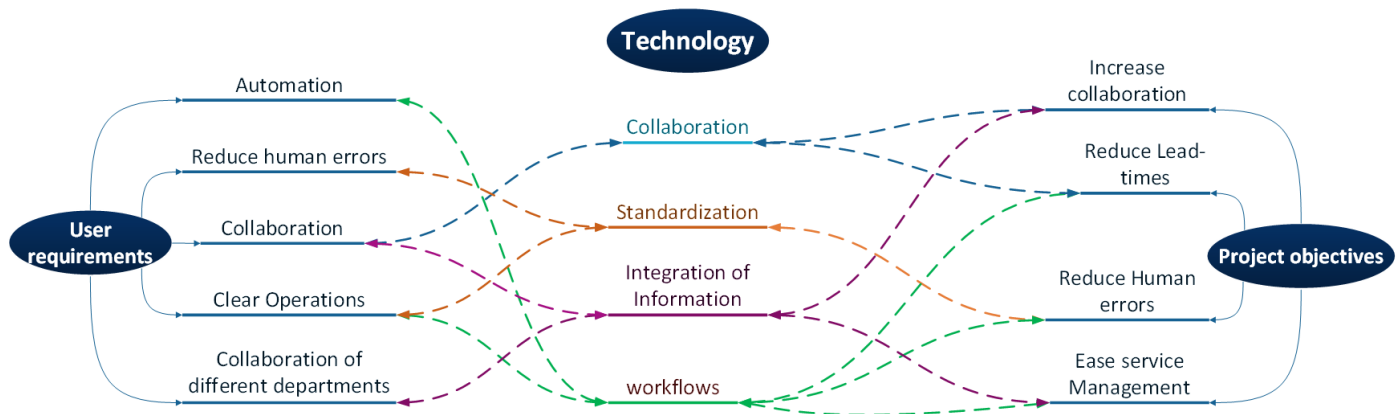 Technology
User
requirements
Automation
Reduce human errors
Collaboration
Clear Operations
Collaboration of
different departments
Collaboration
Standardization
Integration of
Information
workflows
Increase
collaboration
Reduce Lead-
times
Reduce Human
errors
Ease service
Management
Project objectives